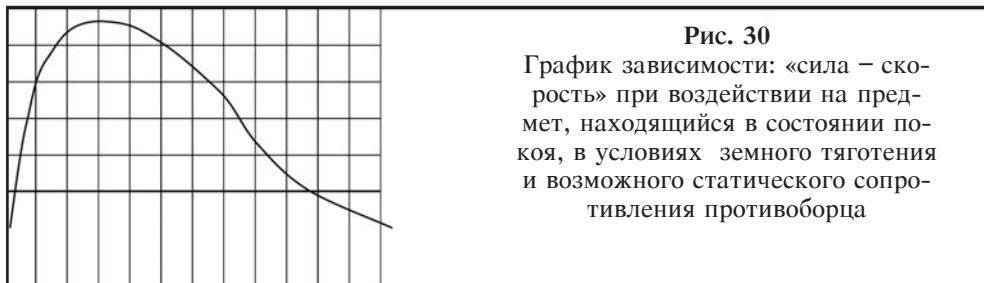 Рис. 30
График зависимости: «сила – ско-
рость» при воздействии на пред-
мет, находящийся в состоянии по-
коя, в условиях земного тяготения
и возможного статического сопро-
тивления противоборца